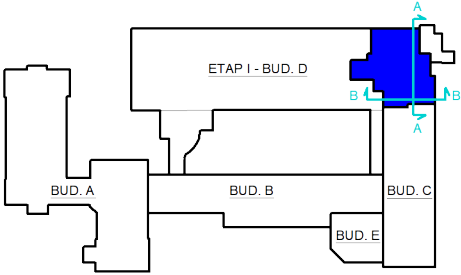 A
ETAP I - BUD. D
B
B
A
BUD. A
BUD. B
BUD. C
BUD. E